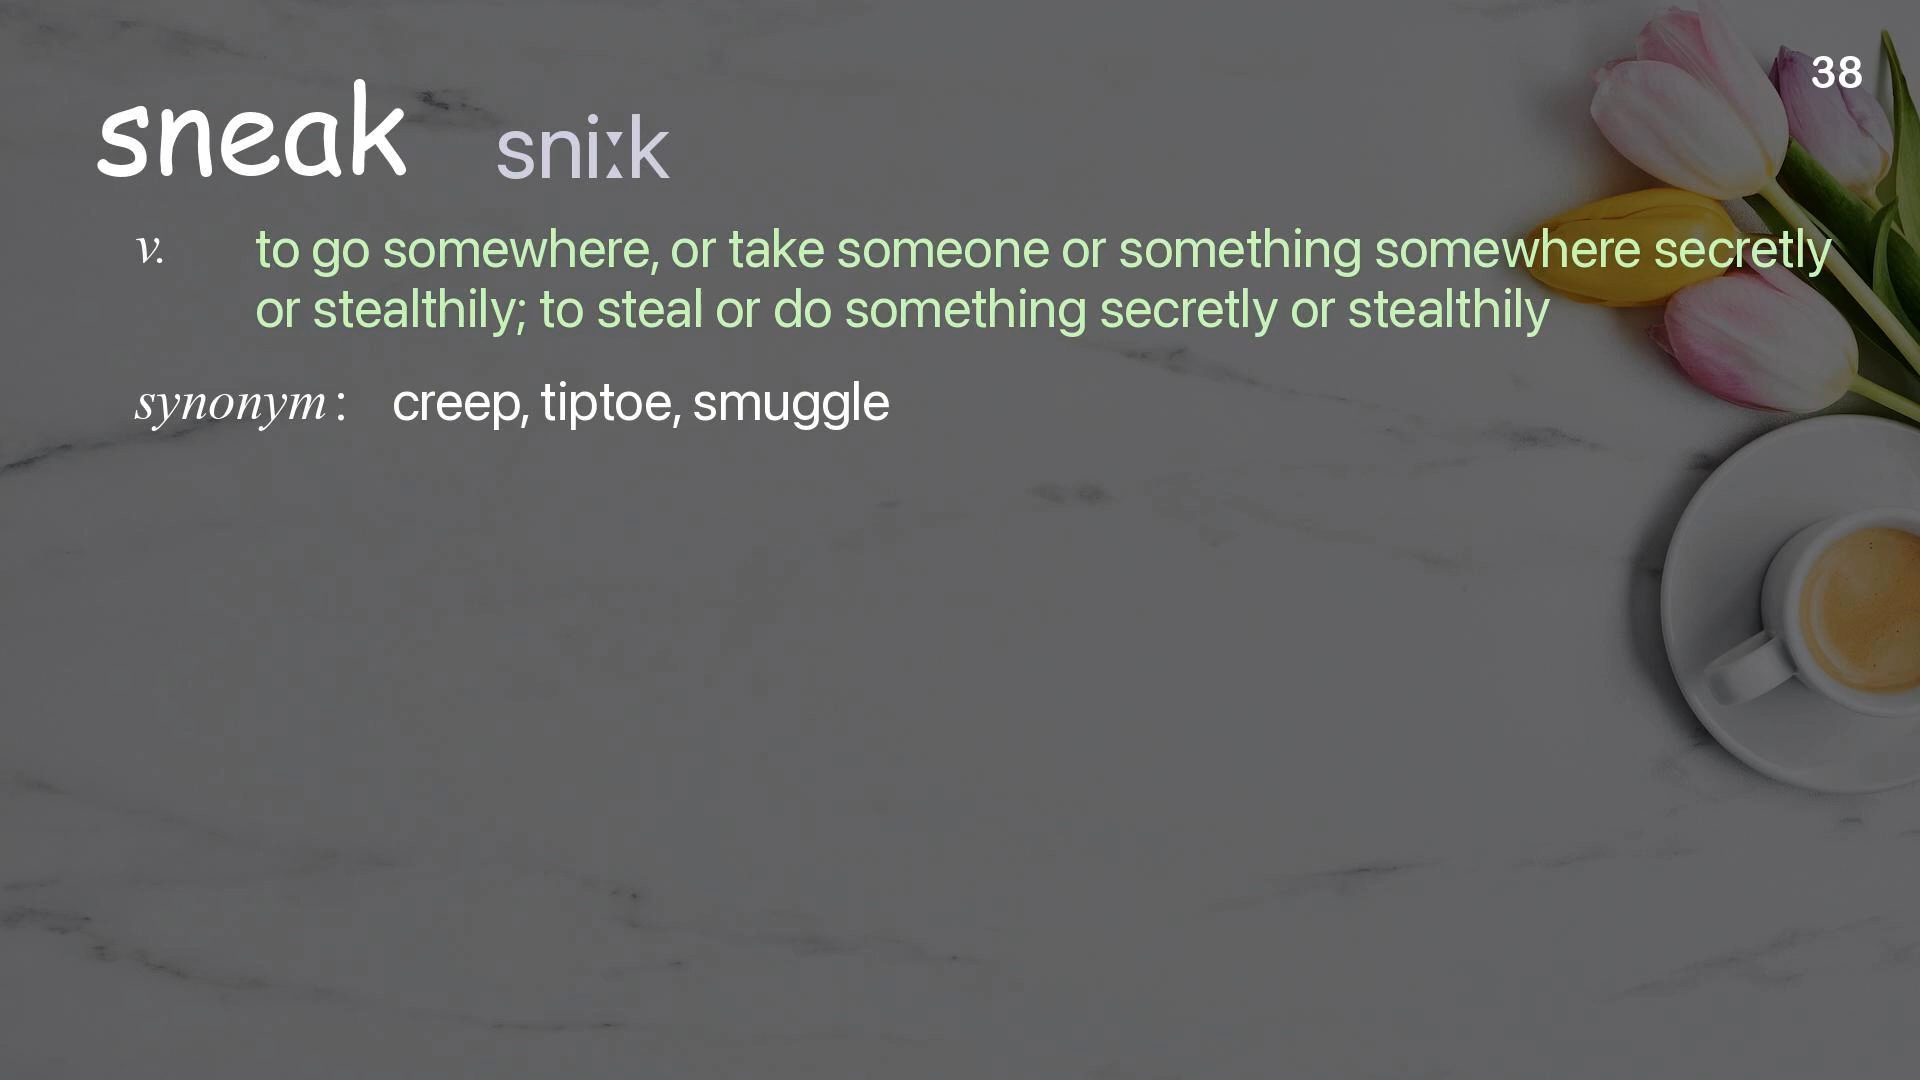 38
sneak sniːk
v. to go somewhere, or take someone or something somewhere secretly
or stealthily; to steal or do something secretly or stealthily
synonym : creep, tiptoe, smuggle